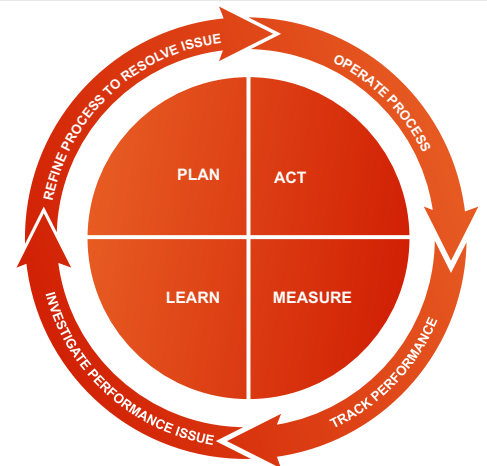 REFINE PROCESS TO RESOLVE ISSUE
OPERATE PROCESS
PLAN
ACT
LEARN
MEASURE
INVESTIGATE PERFORMANCE ISSUE
TRACK PERFORMANCE